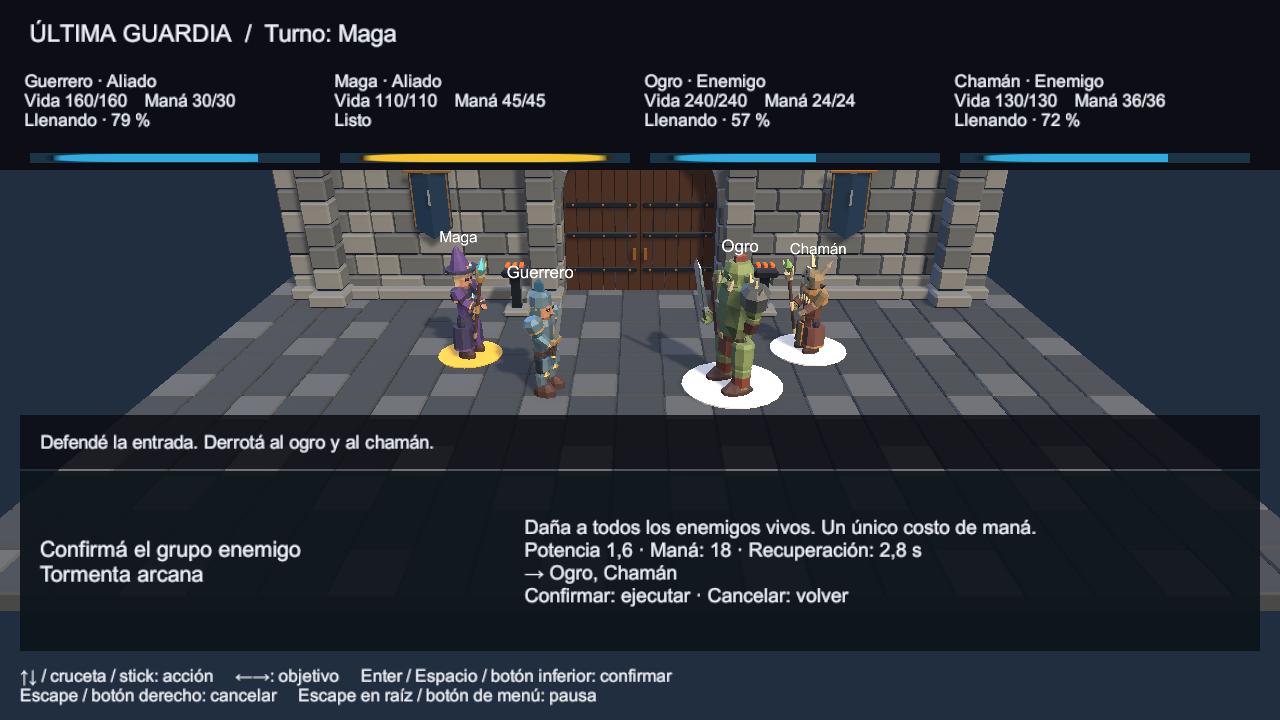 ÚLTIMA GUARDIA / Turno: Maga
Guerrero · Aliado
Vida 160/160 Maná 30/30
Llenando · 79 %
Maga · Aliado
Vida 110/110 Maná 45/45
Listo
Ogro · Enemigo
Vida 240/240 Maná 24/24
Llenando · 57 %
Chamán · Enemigo
Vida 130/130 Maná 36/36
Llenando · 72 %
Maga
Guerrero
Ogro
Chamán
Defendé la entrada. Derrotá al ogro y al chamán.
Confirmá el grupo enemigo
Tormenta arcana
Daña a todos los enemigos vivos. Un único costo de maná.
Potencia 1,6 · Maná: 18 · Recuperación: 2,8 s
→ Ogro, Chamán
Confirmar: ejecutar · Cancelar: volver
↑↓ / cruceta / stick: acción ←→: objetivo Enter / Espacio / botón inferior: confirmar
Escape / botón derecho: cancelar Escape en raíz / botón de menú: pausa